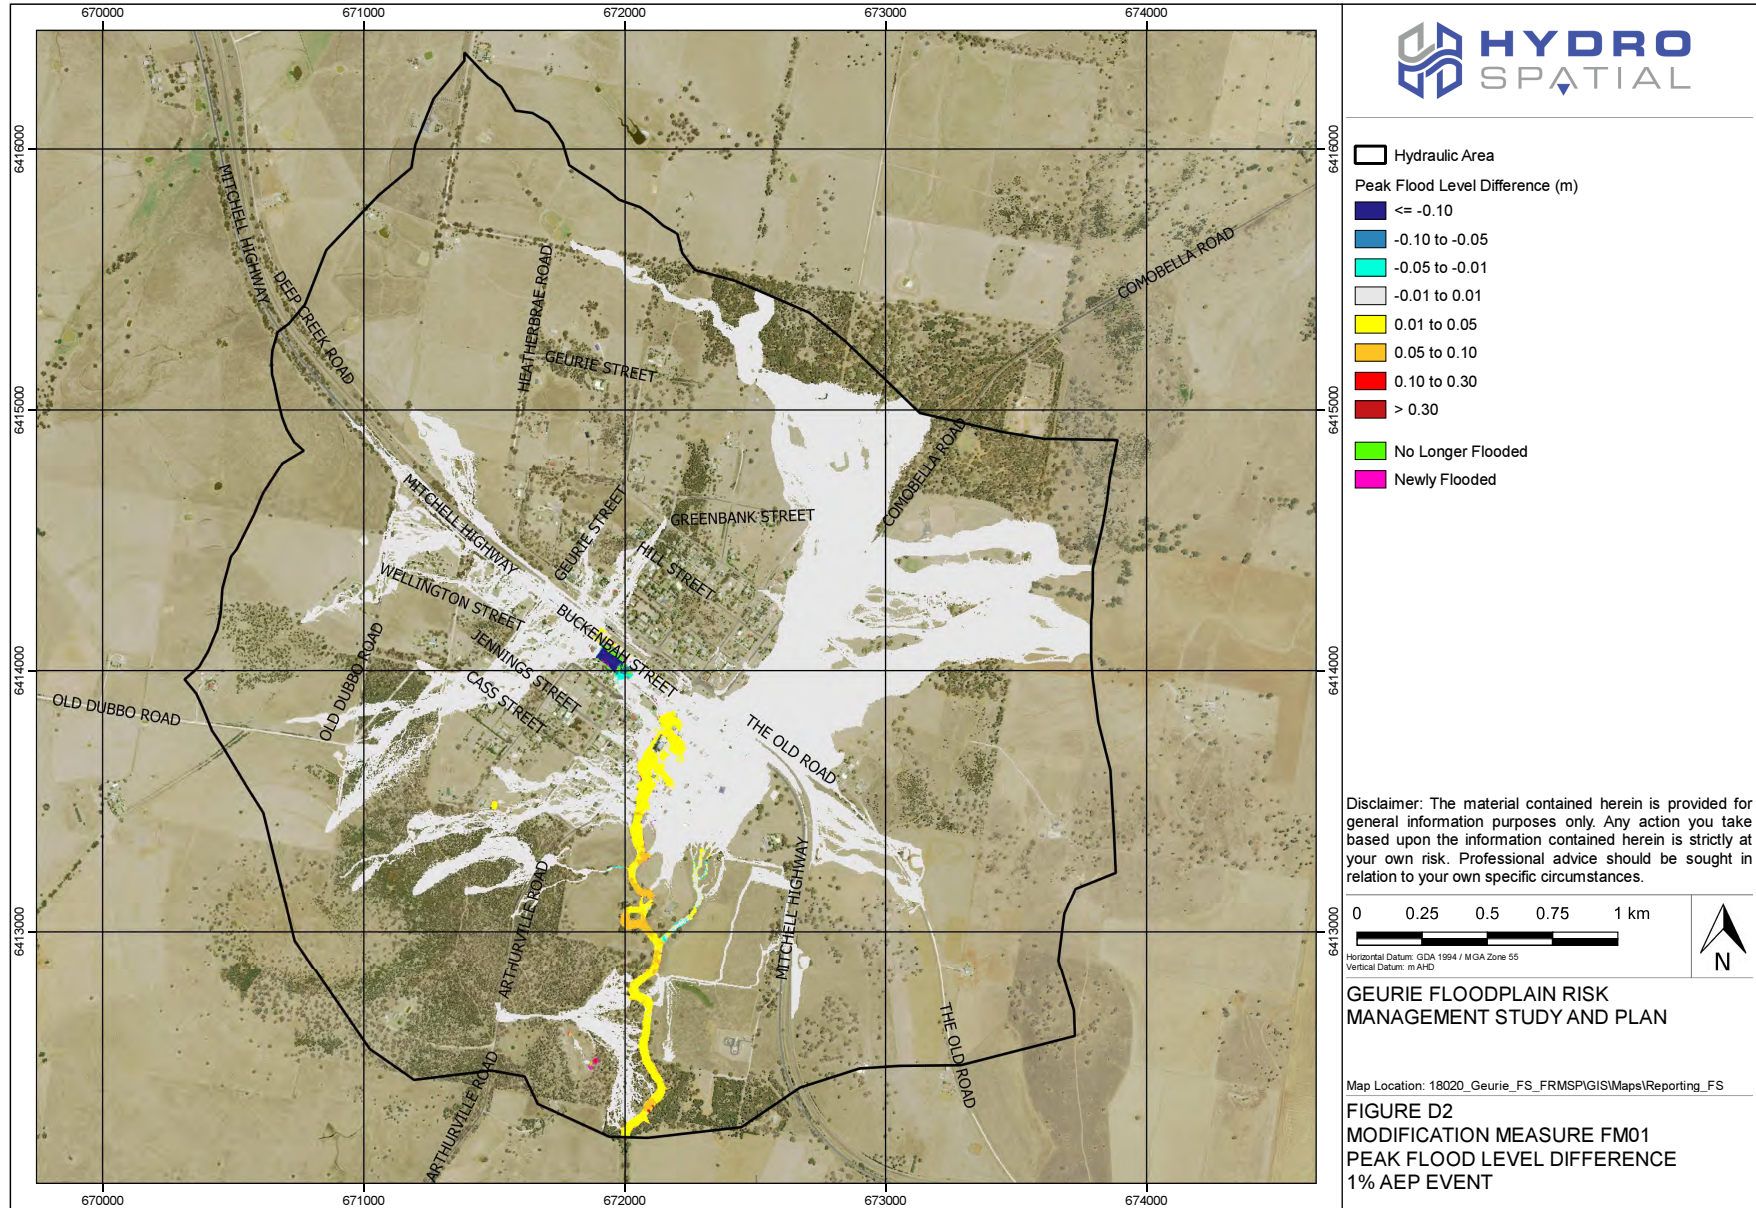 670000
671000
672000
673000
674000
6416000
6416000
6415000
6415000
6414000
6414000
6413000
6413000
MITCHELL HIGHWAY
DEEP CREEK ROAD
HEATHERBRAE ROAD
GEURIE STREET
COMOBELLA ROAD
COMOBELLA ROAD
MITCHELL HIGHWAY
GEURIE STREET
GREENBANK STREET
HILL STREET
WELLINGTON STREET
BUCKENBAH STREET
JENNINGS STREET
CASS STREET
OLD DUBBO ROAD
OLD DUBBO ROAD
THE OLD ROAD
MITCHELL HIGHWAY
ARTHURVILLE ROAD
ARTHURVILLE ROAD
THE OLD ROAD
670000
671000
672000
673000
674000
HYDRO
SPATIAL
Hydraulic Area
Peak Flood Level Difference (m)
<= -0.10
-0.10 to -0.05
-0.05 to -0.01
-0.01 to 0.01
0.01 to 0.05
0.05 to 0.10
0.10 to 0.30
> 0.30
No Longer Flooded
Newly Flooded
Disclaimer: The material contained herein is provided for
general information purposes only. Any action you take
based upon the information contained herein is strictly at
your own risk. Professional advice should be sought in
relation to your own specific circumstances.
0 0.25 0.5 0.75 1 km
Horizontal Datum: GDA 1994 / MGA Zone 55
Vertical Datum: m AHD
N
GEURIE FLOODPLAIN RISK
MANAGEMENT STUDY AND PLAN
Map Location: 18020_Geurie_FS_FRMSP\GIS\Maps\Reporting_FS
FIGURE D2
MODIFICATION MEASURE FM01
PEAK FLOOD LEVEL DIFFERENCE
1% AEP EVENT